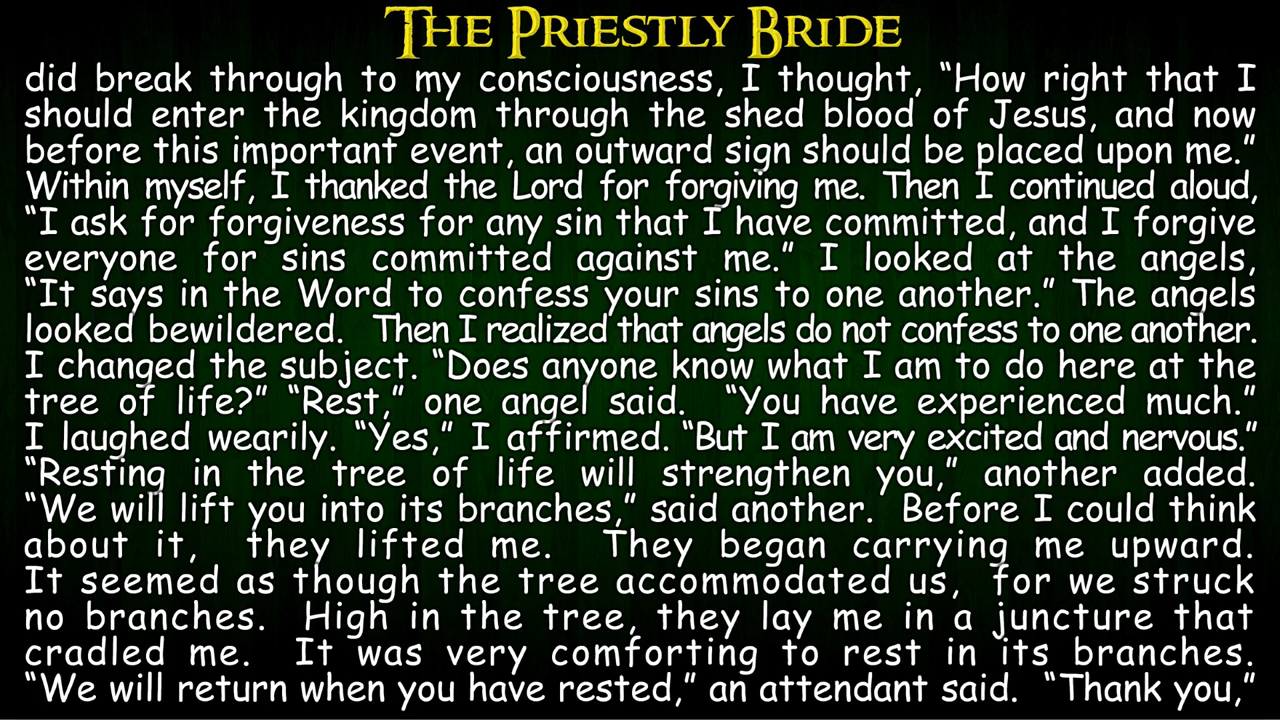 The Priestly Bride
did break through to my consciousness, I thought, “How right that I
should enter the kingdom through the shed blood of Jesus, and now
before this important event, an outward sign should be placed upon me.”
Within myself, I thanked the Lord for forgiving me. Then I continued aloud,
“I ask for forgiveness for any sin that I have committed, and I forgive
everyone for sins committed against me.” I looked at the angels,
“It says in the Word to confess your sins to one another.” The angels
looked bewildered. Then I realized that angels do not confess to one another.
I changed the subject. “Does anyone know what I am to do here at the
tree of life?” “Rest,” one angel said. “You have experienced much.”
I laughed wearily. “Yes,” I affirmed. “But I am very excited and nervous.”
“Resting in the tree of life will strengthen you,” another added.
“We will lift you into its branches,” said another. Before I could think
about it, they lifted me. They began carrying me upward.
It seemed as though the tree accommodated us, for we struck
no branches. High in the tree, they lay me in a juncture that
cradled me. It was very comforting to rest in its branches.
“We will return when you have rested,” an attendant said. “Thank you,”